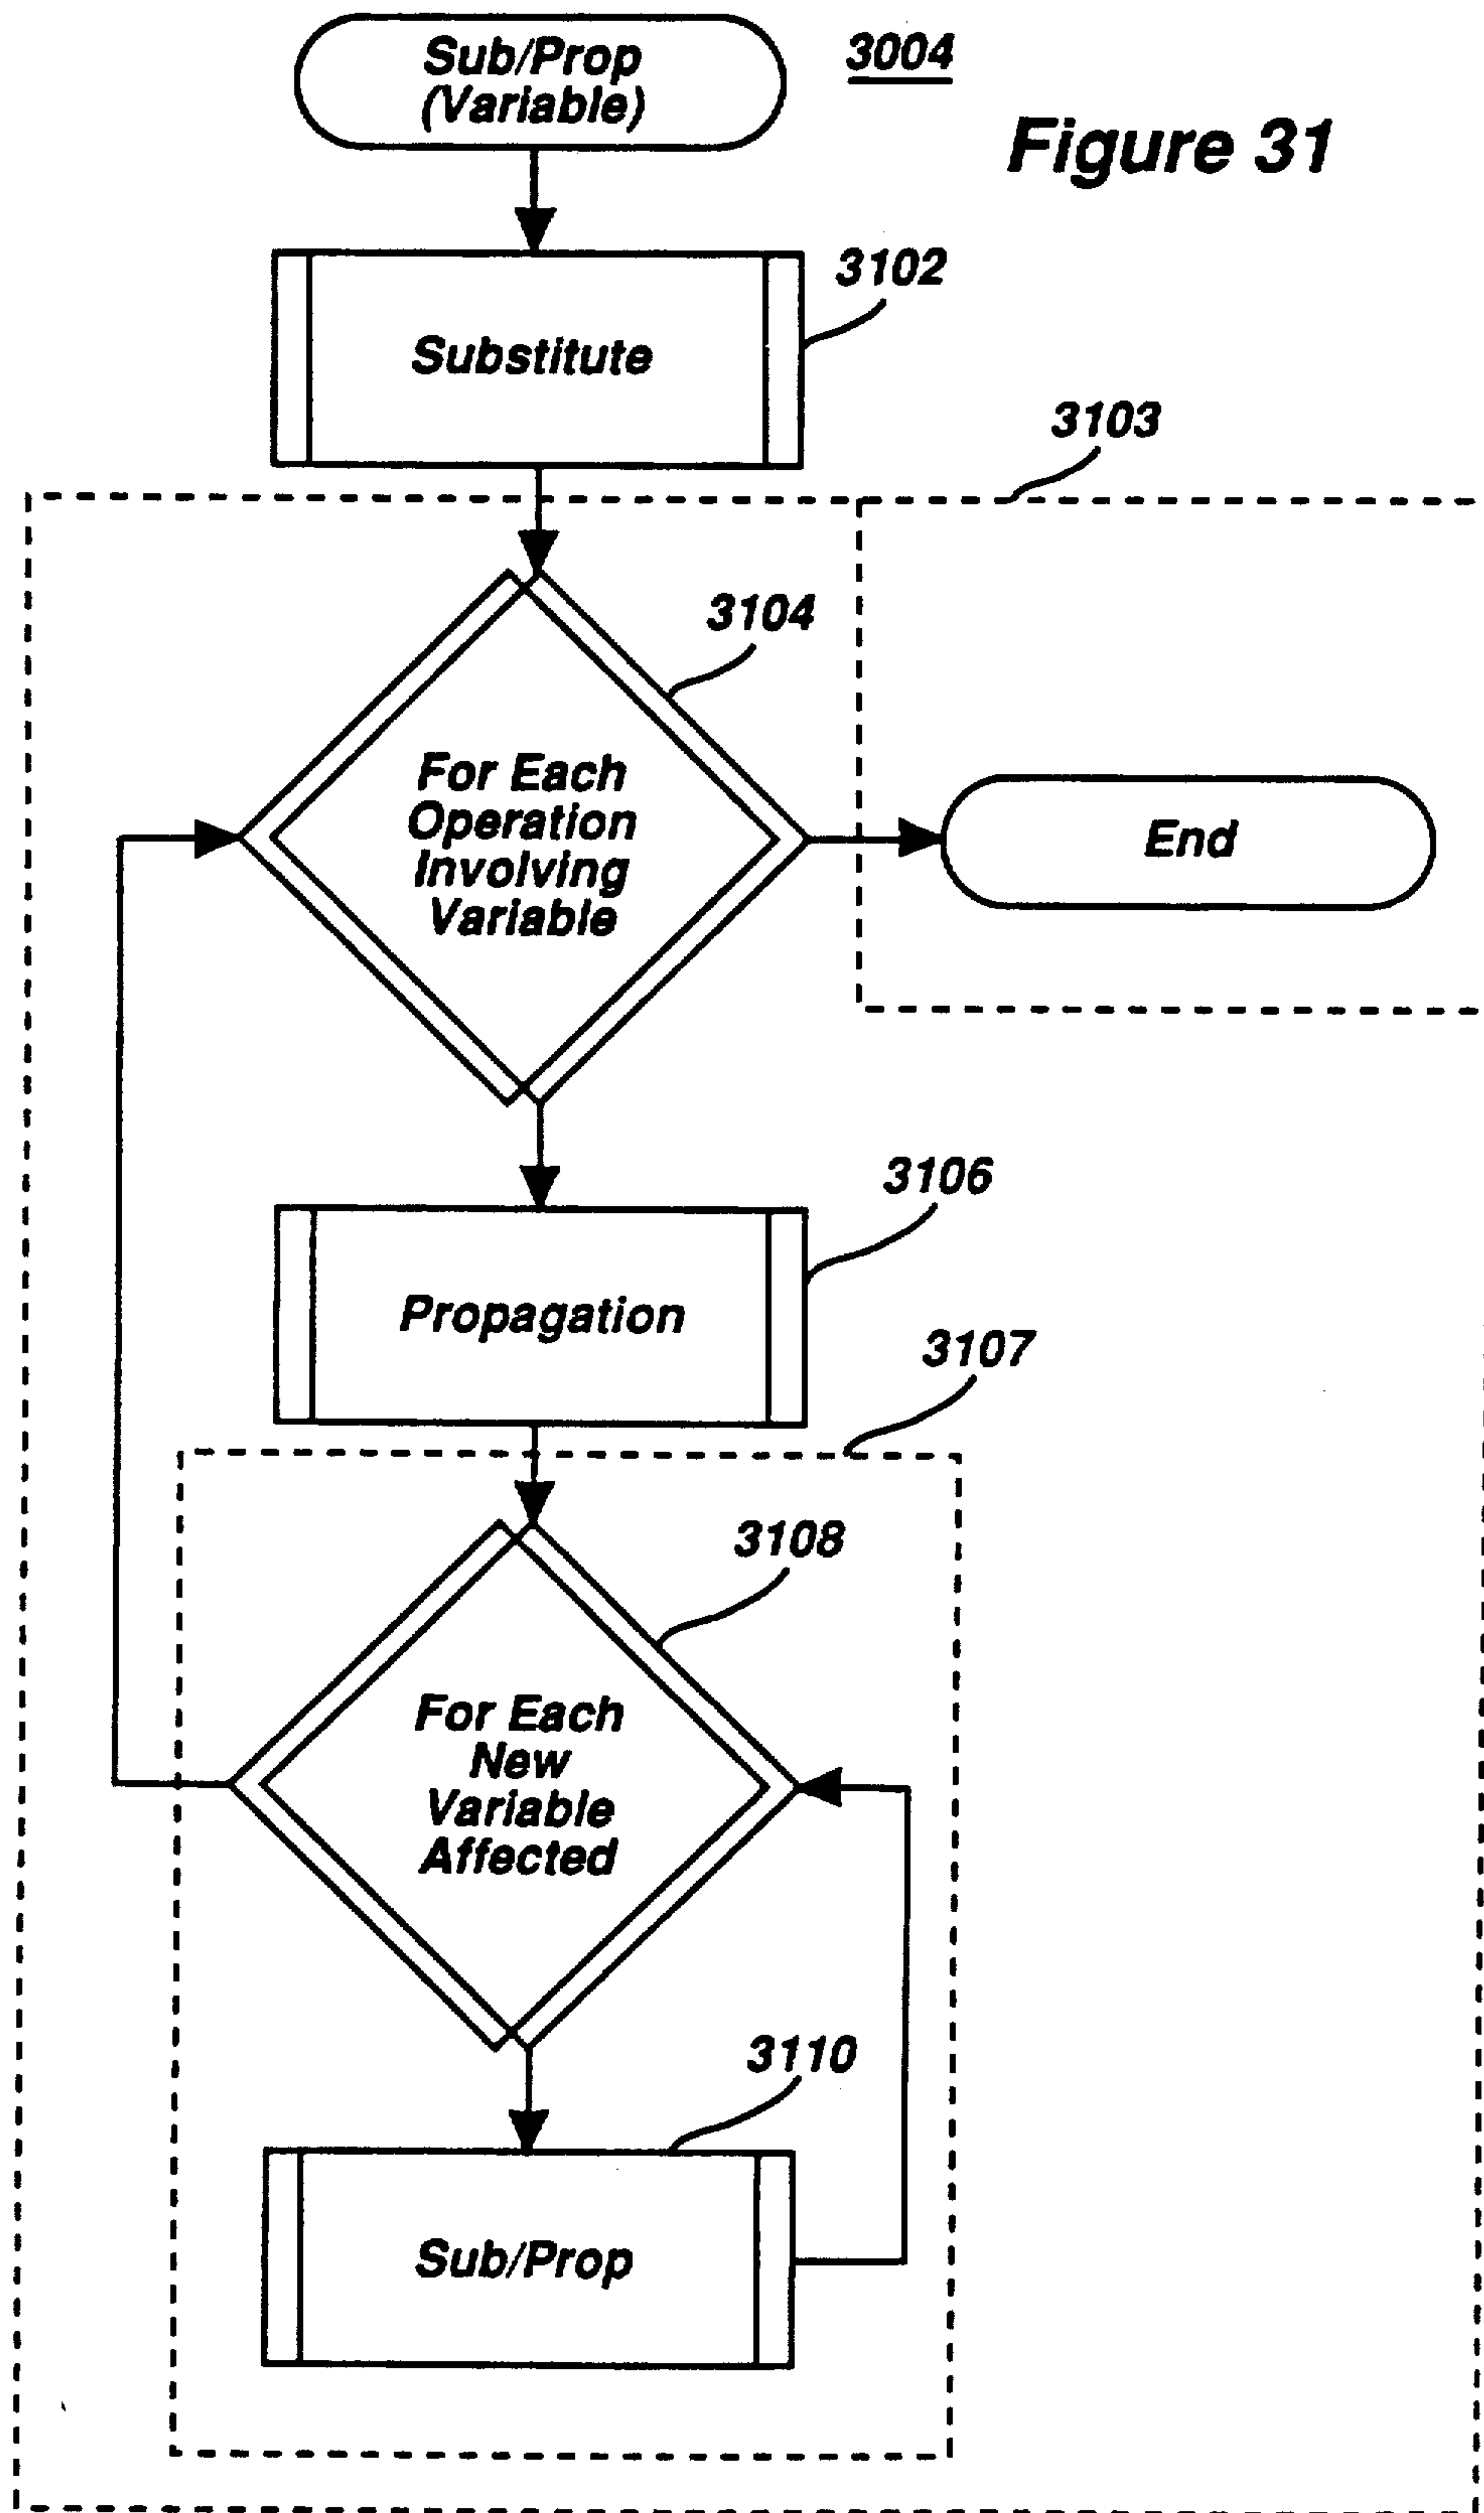 Sub/Prop
(Variable)
3004
Figure 31
3102
Substitute
3103
3104
For Each
Operation
Involving
Variable
End
3106
Propagation
3107
3108
For Each
New
Variable
Affected
3110
Sub/Prop